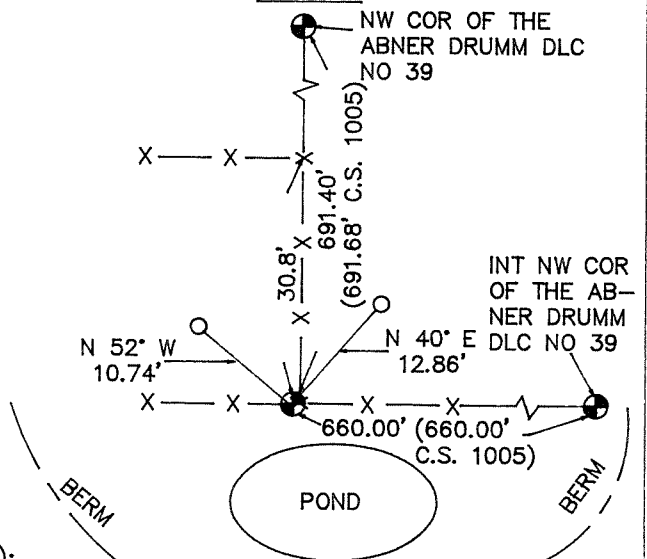 NW COR OF THE
ABNER DRUMM DLC
NO 39
X X X
30.8' X 691.40'
(691.68' C.S. 1005)
X
INT NW COR
OF THE AB-
NER DRUMM
DLC NO 39
N 52° W
10.74'
N 40° E
12.86'
X X X X
660.00' (660.00'
C.S. 1005)
BERM
POND
BERM
):